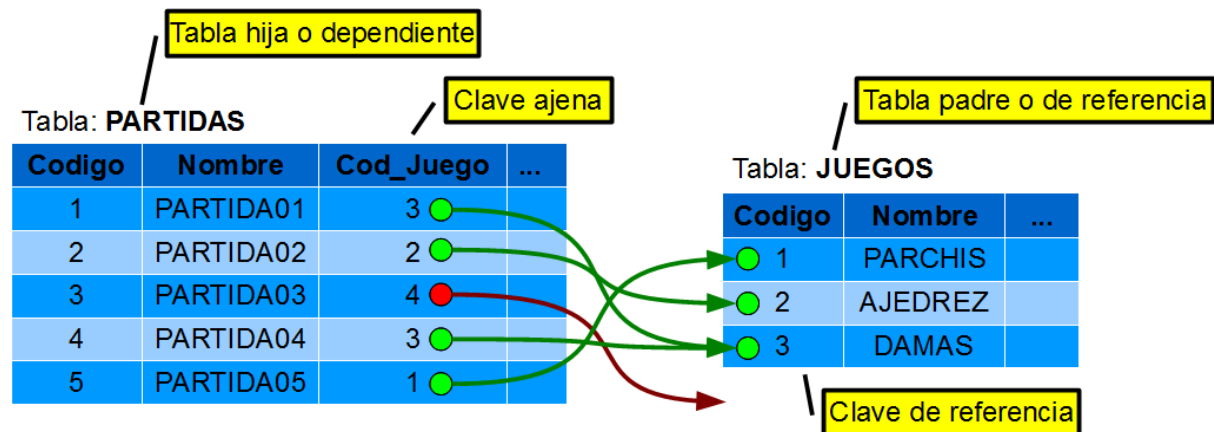 Tabla hija o dependiente
Clave ajena
Tabla padre o de referencia
Tabla: PARTIDAS
Codigo Nombre Cod_Juego ...
1 PARTIDA01 3
2 PARTIDA02 2
3 PARTIDA03 4
4 PARTIDA04 3
5 PARTIDA05 1
Tabla: JUEGOS
Codigo Nombre ...
1 PARCHIS
2 AJEDREZ
3 DAMAS
Clave de referencia